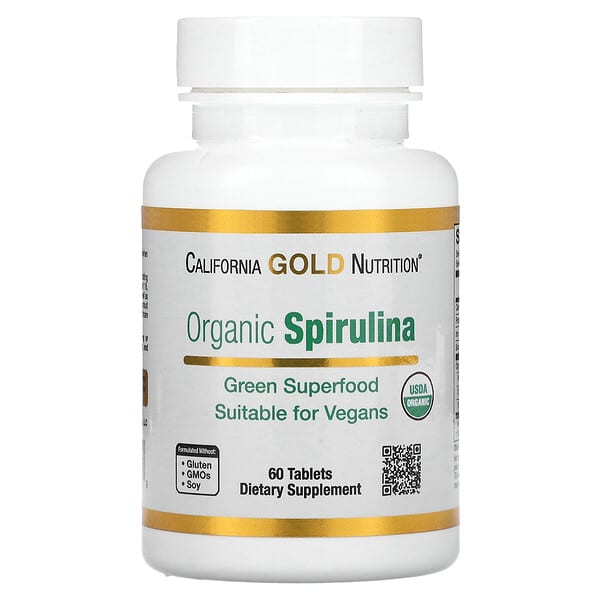 CALIFORNIA GOLD NUTRITION®
Organic Spirulina
Green Superfood
Suitable for Vegans
USDA
ORGANIC
Formulated Without:
• Gluten
• GMOs
• Soy
60 Tablets
Dietary Supplement